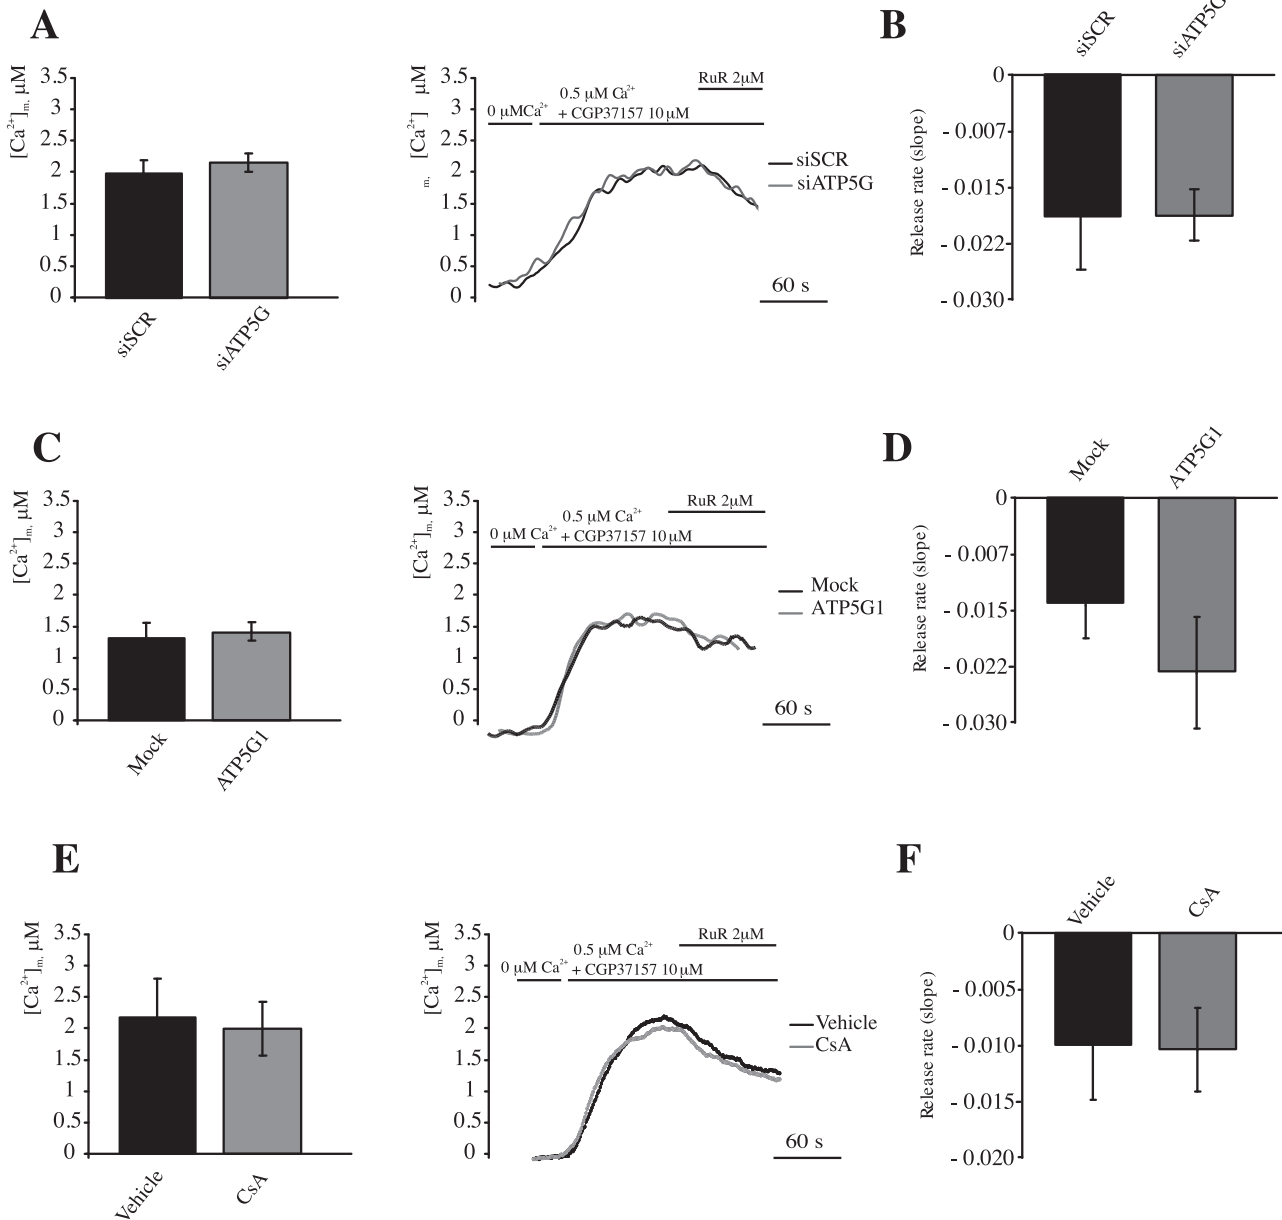 A
[Ca²⁺]m, µM
3.5
3
2.5
2
1.5
1
0.5
0
siSCR
siATP5G
m, [Ca²⁺] µM
3.5
3
2.5
2
1.5
1
0.5
0
RuR 2µM
0 µMCa²⁺
0.5 µM Ca²⁺
+ CGP37157 10 µM
siSCR
siATP5G
60 s
B
siSCR
siATP5G
Release rate (slope)
0
- 0.007
- 0.015
- 0.022
- 0.030
C
[Ca²⁺]m, µM
3.5
3
2.5
2
1.5
1
0.5
0
Mock
ATP5G1
[Ca²⁺]m, µM
3.5
3
2.5
2
1.5
1
0.5
0
RuR 2µM
0.5 µM Ca²⁺
0 µM Ca²⁺ + CGP37157 10 µM
Mock
ATP5G1
60 s
D
Mock
ATP5G1
Release rate (slope)
0
- 0.007
- 0.015
- 0.022
- 0.030
E
[Ca²⁺]m, µM
3.5
3
2.5
2
1.5
1
0.5
0
Vehicle
CsA
[Ca²⁺]m, µM
3.5
3
2.5
2
1.5
1
0.5
0
RuR 2µM
0.5 µM Ca²⁺
0 µM Ca²⁺ + CGP37157 10 µM
Vehicle
CsA
60 s
F
Vehicle
CsA
Release rate (slope)
0
- 0.005
- 0.010
- 0.015
- 0.020